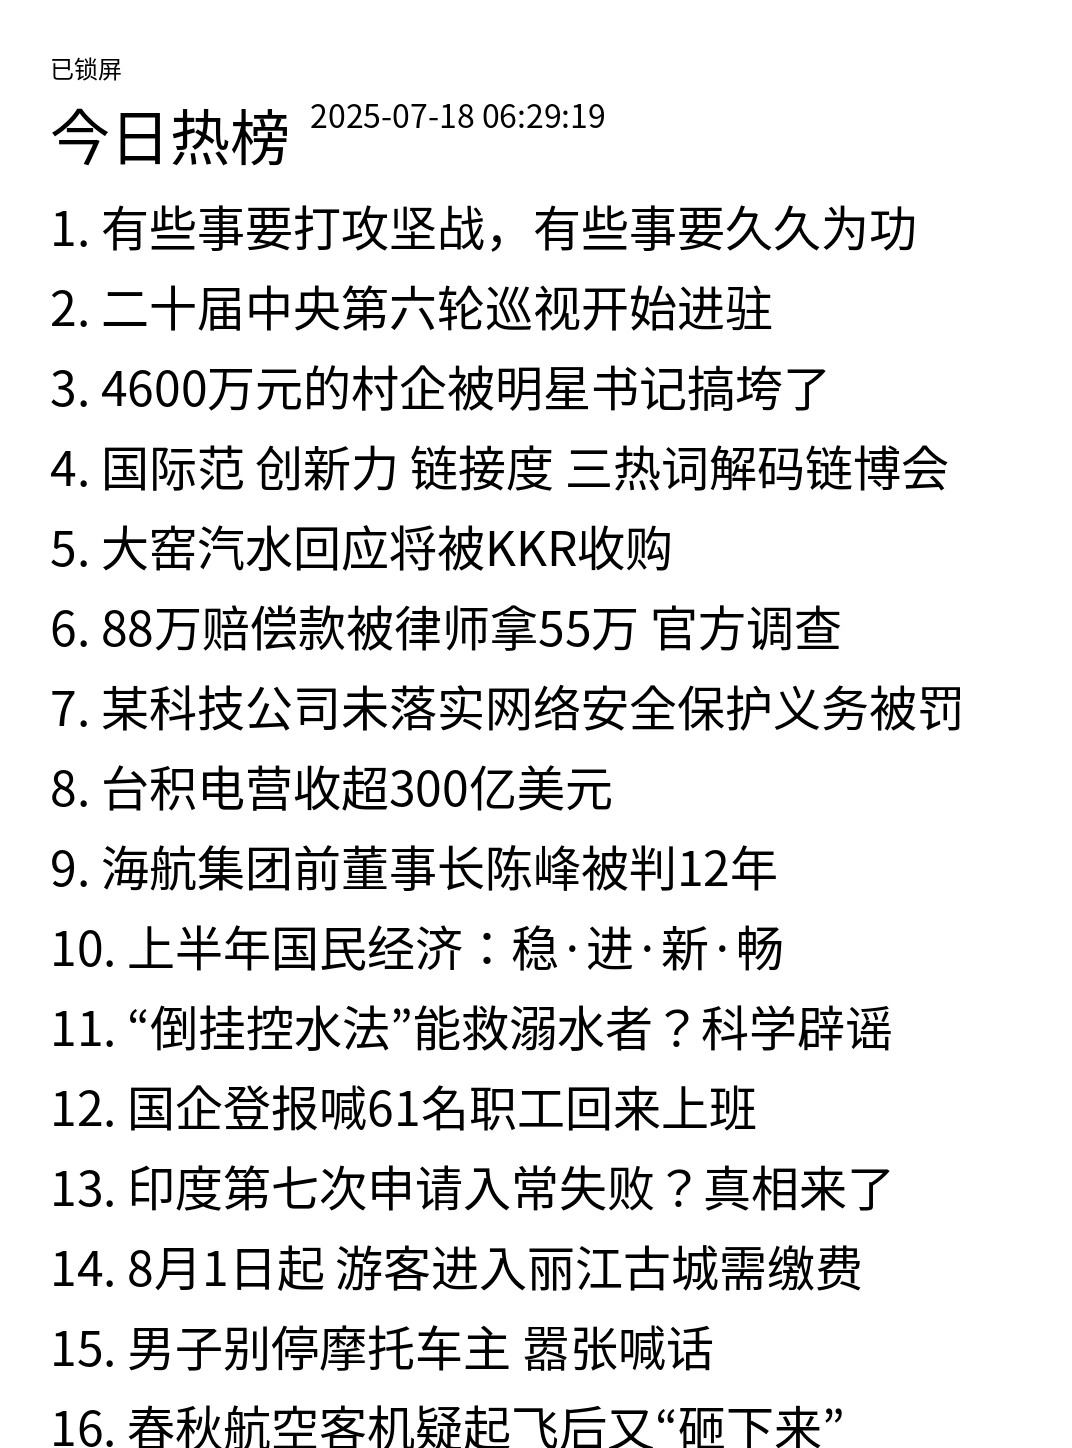 已锁屏
今日热榜 2025-07-18 06:29:19
1. 有些事要打攻坚战，有些事要久久为功
2. 二十届中央第六轮巡视开始进驻
3. 4600万元的村企被明星书记搞垮了
4. 国际范 创新力 链接度 三热词解码链博会
5. 大窑汽水回应将被KKR收购
6. 88万赔偿款被律师拿55万 官方调查
7. 某科技公司未落实网络安全保护义务被罚
8. 台积电营收超300亿美元
9. 海航集团前董事长陈峰被判12年
10. 上半年国民经济：稳·进·新·畅
11. “倒挂控水法”能救溺水者？科学辟谣
12. 国企登报喊61名职工回来上班
13. 印度第七次申请入常失败？真相来了
14. 8月1日起 游客进入丽江古城需缴费
15. 男子别停摩托车主 嚣张喊话
16. 春秋航空客机疑起飞后又“砸下来”